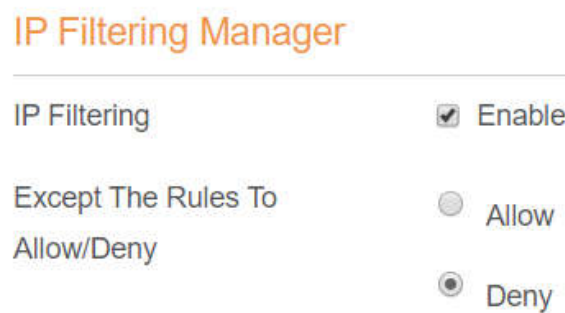 IP Filtering Manager
IP Filtering Enable
Except The Rules To
Allow/Deny
Allow
Deny